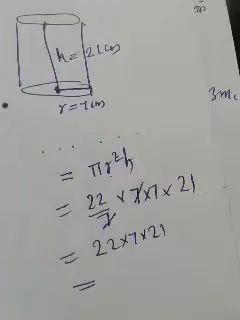 h = 21 cm
r = 7 cm
3m
= πr²h
= 22/7 × 7 × 7 × 21
= 22×7×21
=